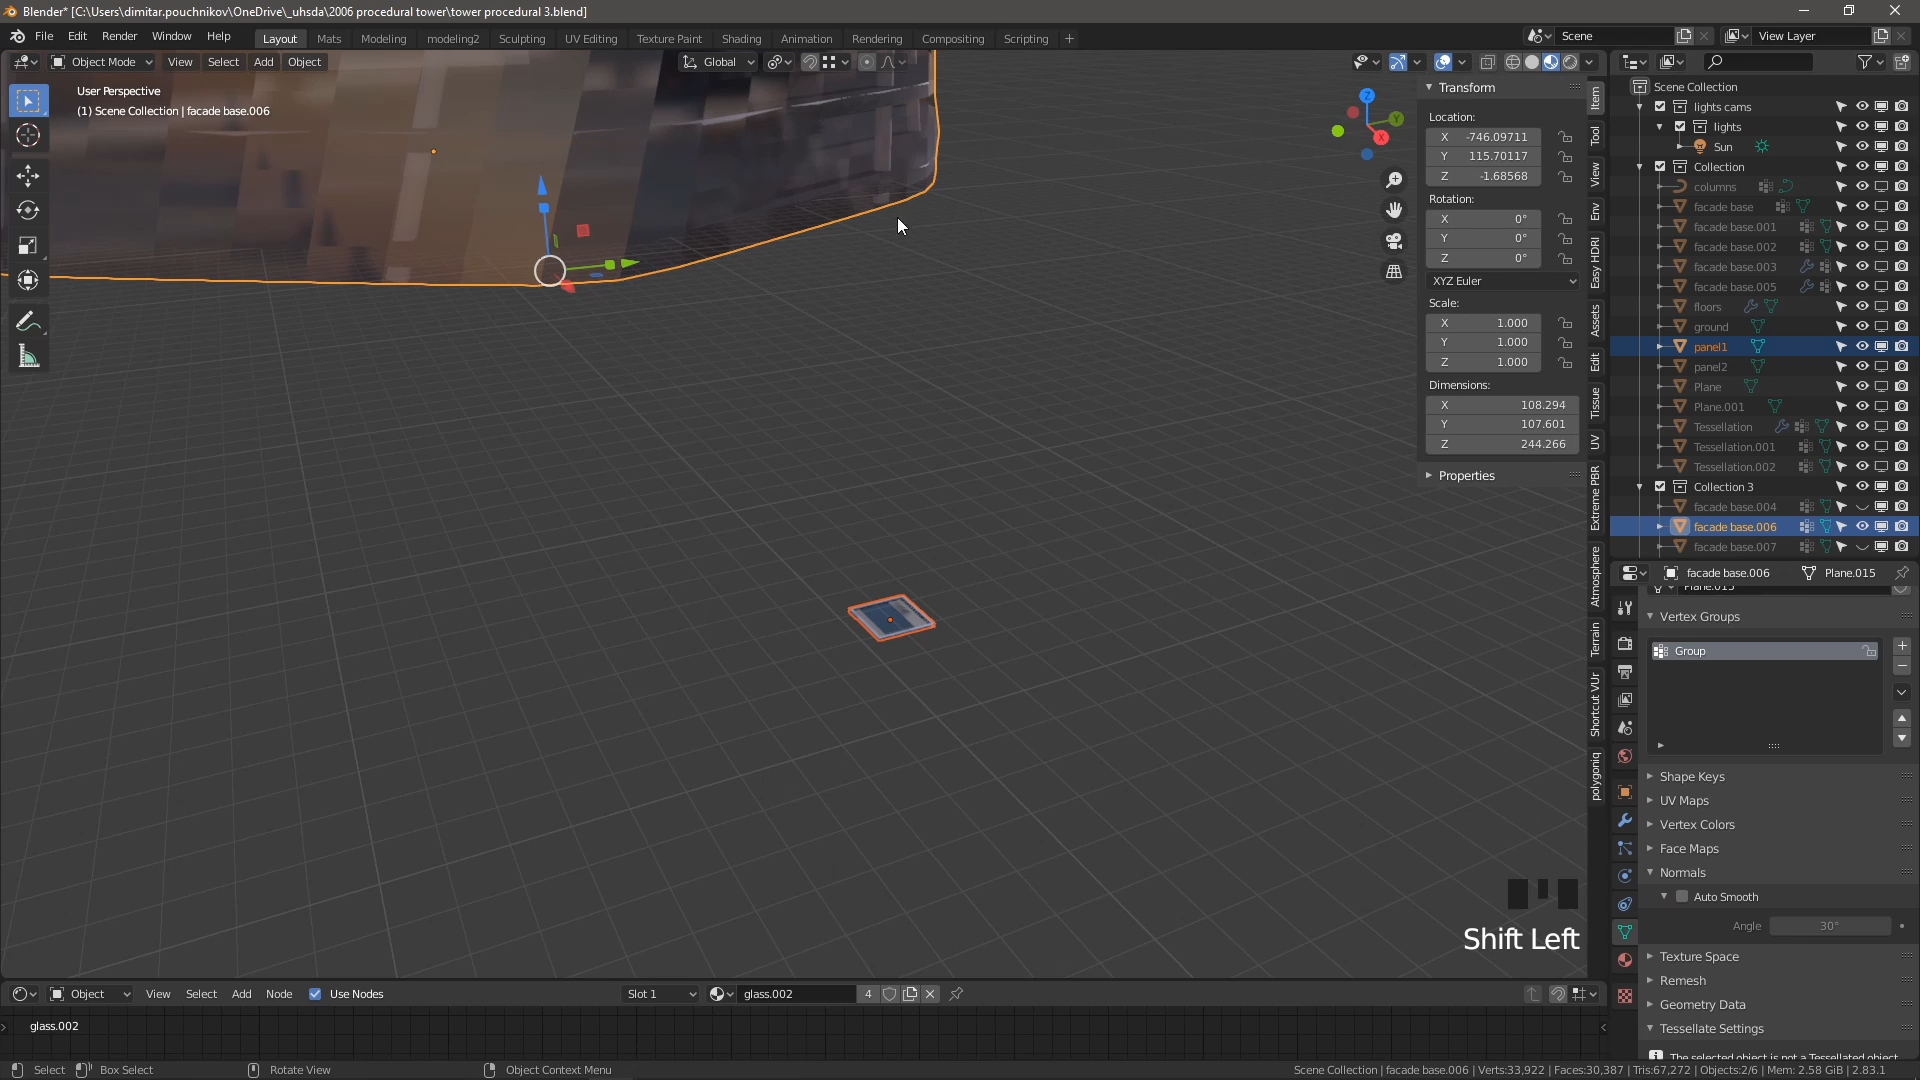 Blender* [C:\Users\dimitar.pouchnikov\OneDrive\_uhsda\2006 procedural tower\tower procedural 3.blend]
File Edit Render Window Help Layout Mats Modeling modeling2 Sculpting UV Editing Texture Paint Shading Animation Rendering Compositing Scripting + Scene View Layer
Object Mode View Select Add Object Global
User Perspective
(1) Scene Collection | facade base.006
Z
Y
X
Transform
Location:
X -746.09711
Y 115.70117
Z -1.68568
Rotation:
X 0°
Y 0°
Z 0°
XYZ Euler
Scale:
X 1.000
Y 1.000
Z 1.000
Dimensions:
X 108.294
Y 107.601
Z 244.266
Properties
Item
Tool
View
Env
Easy HDRI
Assets
Edit
Tissue
UV
Extreme PBR
Atmosphere
Terrain
Shortcut VUr
polygoniq
Scene Collection
lights cams
lights
Sun
Collection
columns
facade base
facade base.001
facade base.002
facade base.003
facade base.005
floors
ground
panel1
panel2
Plane
Plane.001
Tessellation
Tessellation.001
Tessellation.002
Collection 3
facade base.004
facade base.006
facade base.007
facade base.006 Plane.015
Plane.015
Vertex Groups
Group
Shape Keys
UV Maps
Vertex Colors
Face Maps
Normals
Auto Smooth
Angle 30°
Texture Space
Remesh
Geometry Data
Tessellate Settings
The selected object is not a Tessellated object
Shift Left
Object View Select Add Node Use Nodes Slot 1 glass.002 4
glass.002
Select Box Select Rotate View Object Context Menu
Scene Collection | facade base.006 | Verts:33,922 | Faces:30,387 | Tris:67,272 | Objects:2/6 | Mem: 2.58 GiB | 2.83.1